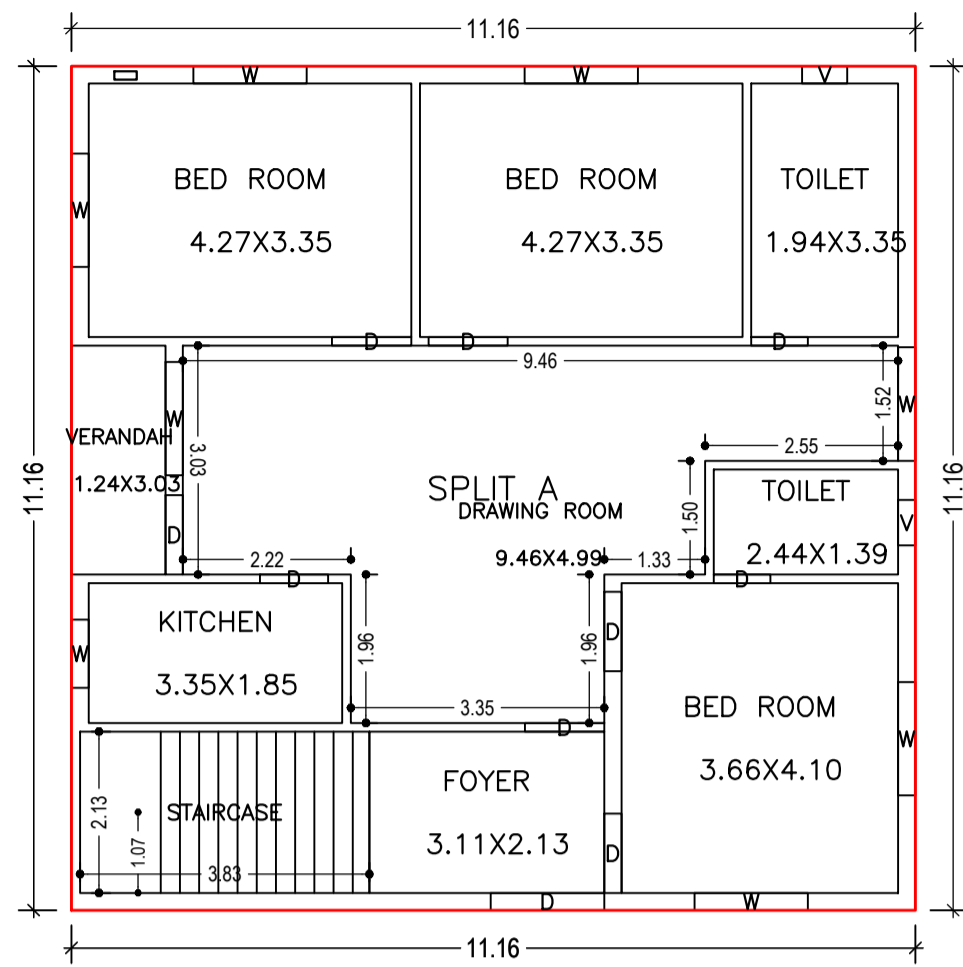 11.16
W W V
BED ROOM BED ROOM TOILET
W 4.27X3.35 4.27X3.35 1.94X3.35
D D D
9.46
W 3.03 1.52 W
VERANDAH 2.55
1.24X3.03 SPLIT A TOILET
DRAWING ROOM 1.50 V
D 9.46X4.99 2.44X1.39
2.22 1.33
D D
KITCHEN D
W 1.96 1.96
3.35X1.85 BED ROOM
3.35 W
D 3.66X4.10
FOYER
2.13 STAIRCASE
1.07 3.11X2.13 D
3.83
D W
11.16
11.16
11.16